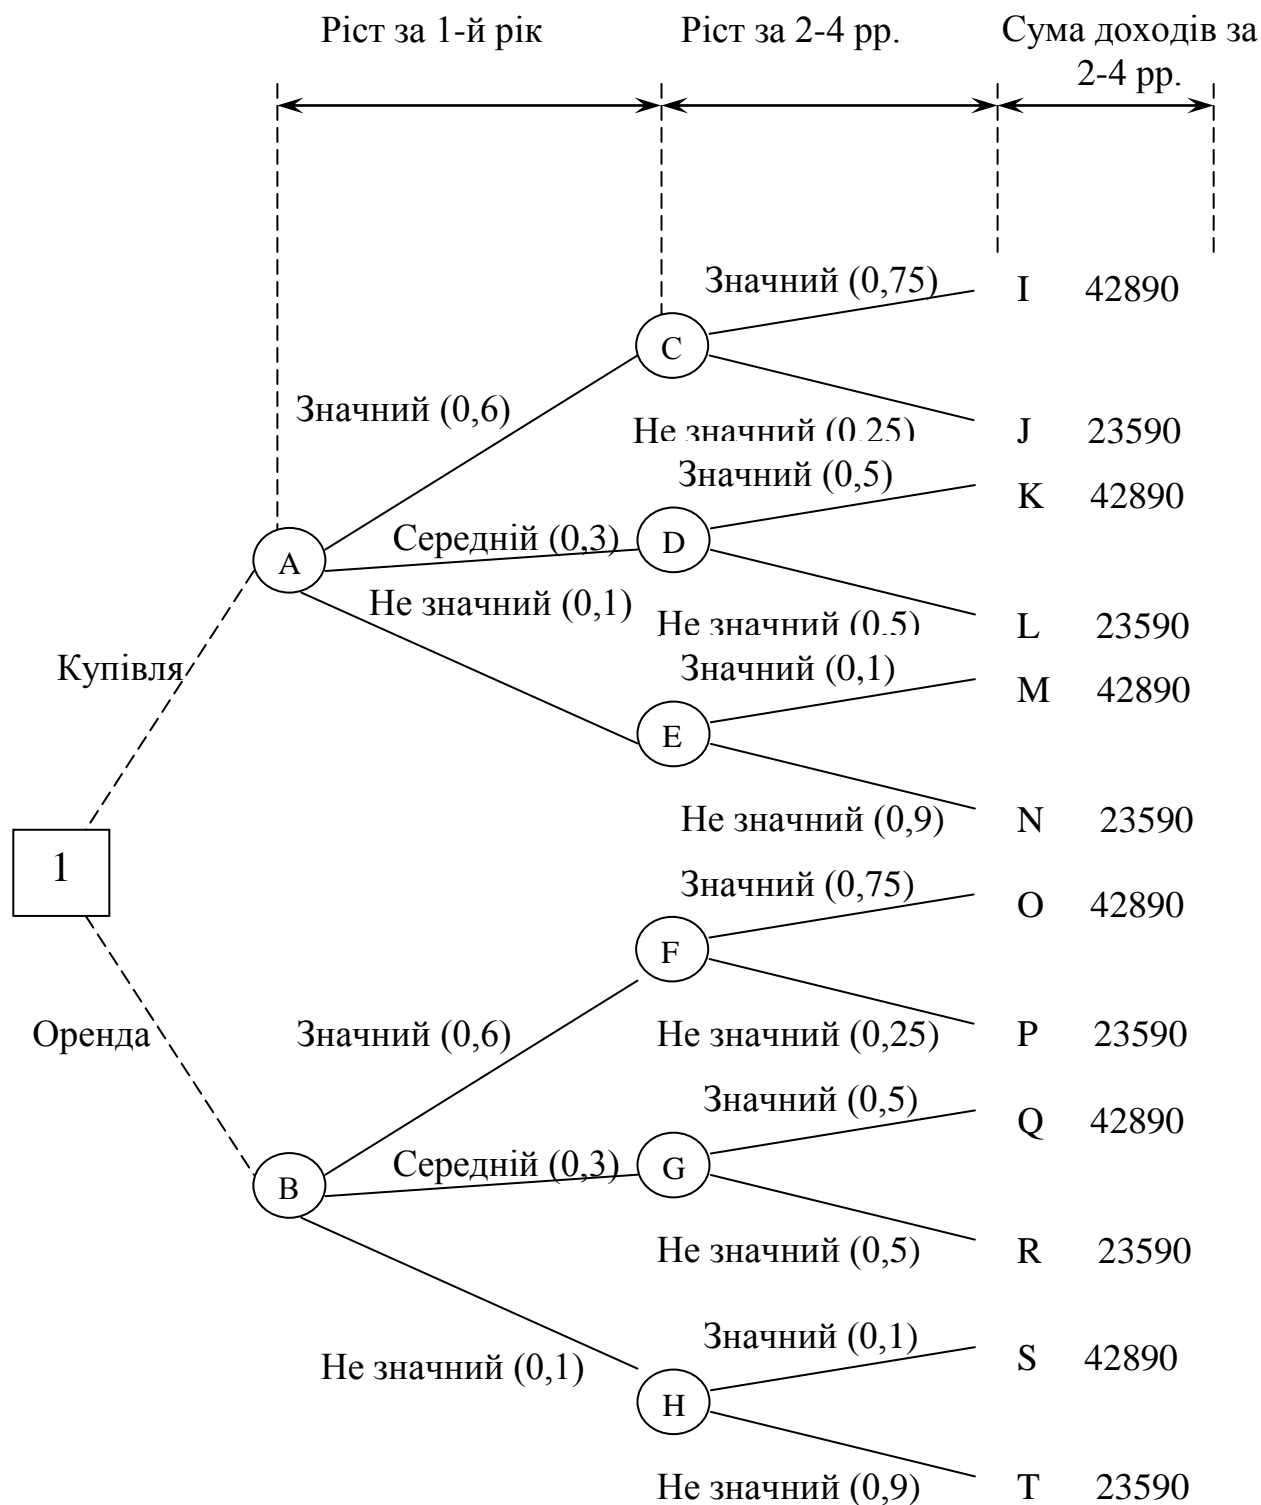 Ріст за 1-й рік
Ріст за 2-4 рр.
Сума доходів за
2-4 рр.
Значний (0,75)
I 42890
C
Значний (0,6)
Не значний (0,25)
J 23590
Значний (0,5)
K 42890
Середній (0,3)
D
A
Не значний (0,1)
Не значний (0,5)
L 23590
Купівля
Значний (0,1)
M 42890
E
Не значний (0,9)
N 23590
1
Значний (0,75)
O 42890
F
Оренда
Значний (0,6)
Не значний (0,25)
P 23590
Значний (0,5)
Q 42890
Середній (0,3)
G
B
Не значний (0,5)
R 23590
Значний (0,1)
S 42890
Не значний (0,1)
H
Не значний (0,9)
T 23590